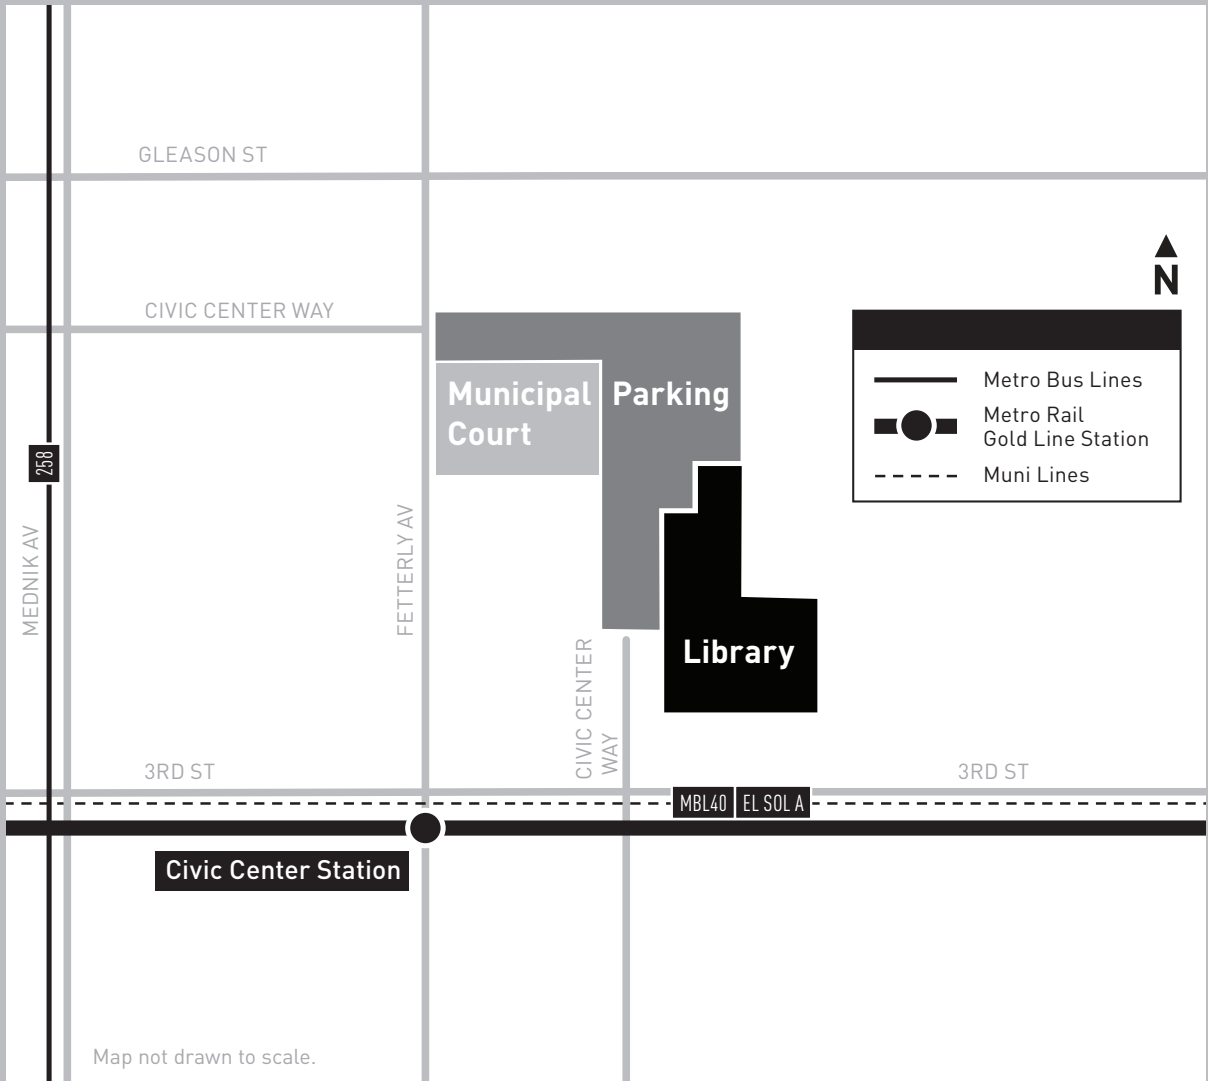 GLEASON ST
N
CIVIC CENTER WAY
Metro Bus Lines
Metro Rail
Gold Line Station
Muni Lines
Municipal
Court
Parking
258
MEDNIK AV
FETTERLY AV
Library
CIVIC CENTER
WAY
3RD ST
3RD ST
MBL40
EL SOL A
Civic Center Station
Map not drawn to scale.